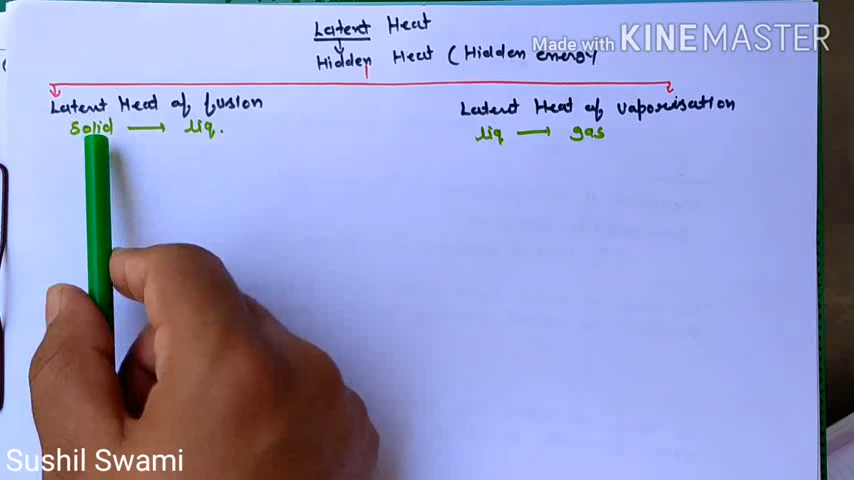 Latent Heat
Made with KINEMASTER
Hidden Heat (Hidden energy
Latent Heat of fusion
Latent Heat of vaporisation
Solid → liq.
liq → gas
Sushil Swami